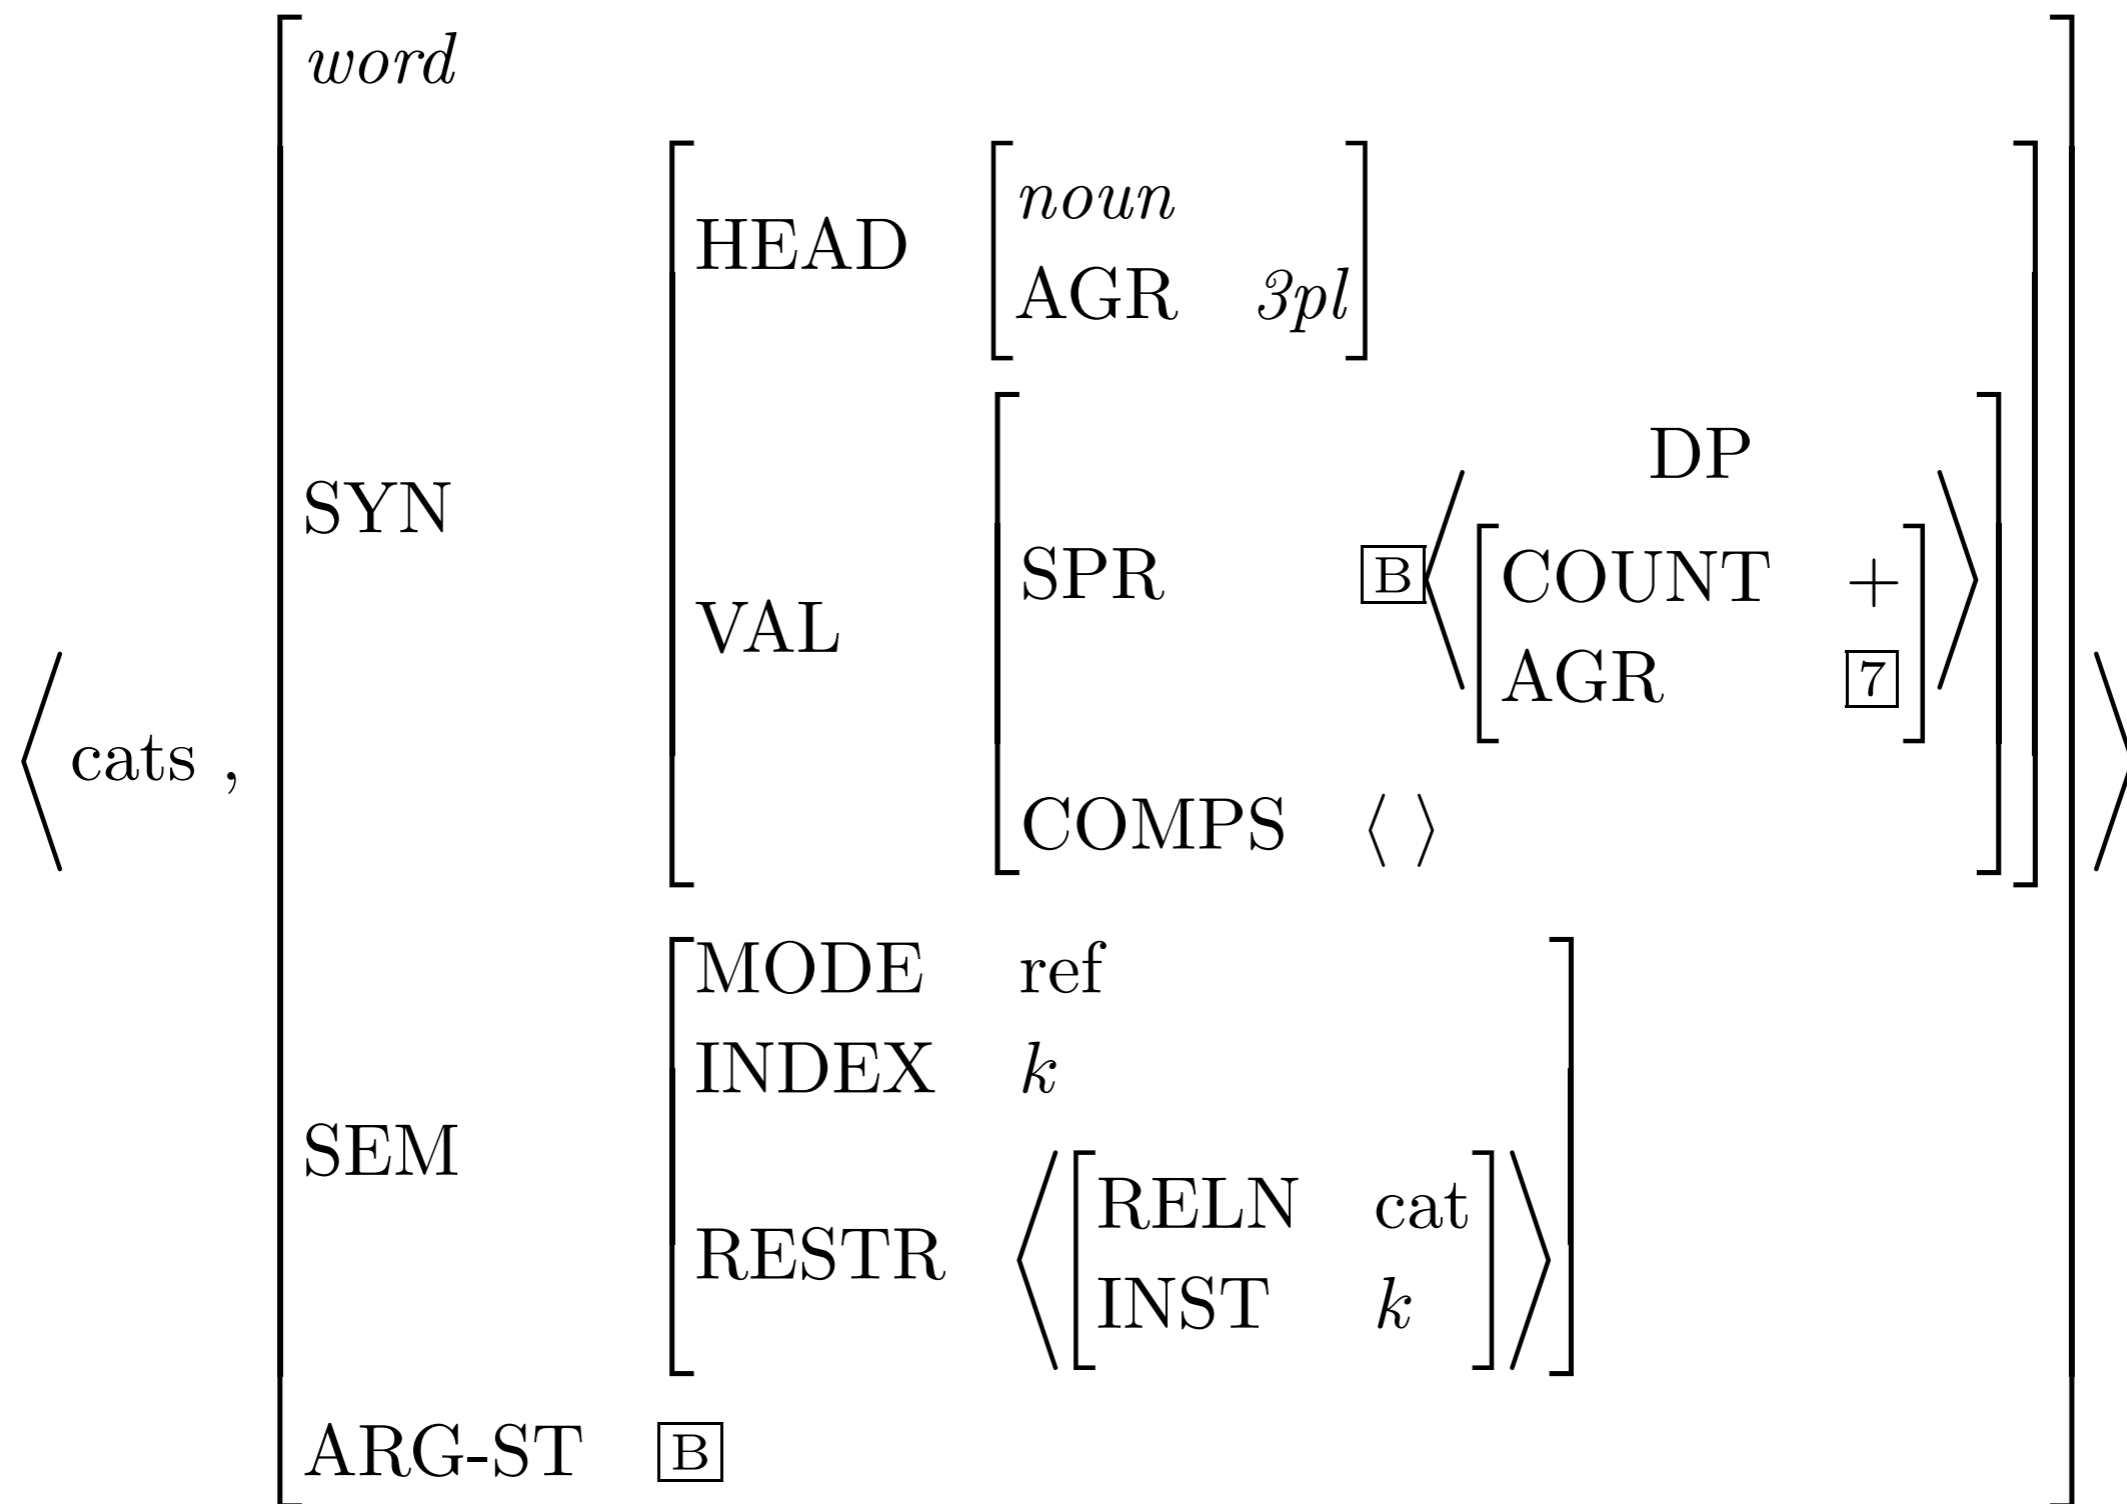 word
HEAD noun
AGR 3pl
SYN
VAL
SPR B ⟨ DP
COUNT +
AGR 7 ⟩
COMPS ⟨ ⟩
⟨ cats ,
SEM
MODE ref
INDEX k
RESTR ⟨ RELN cat
INST k ⟩
ARG-ST B
⟩